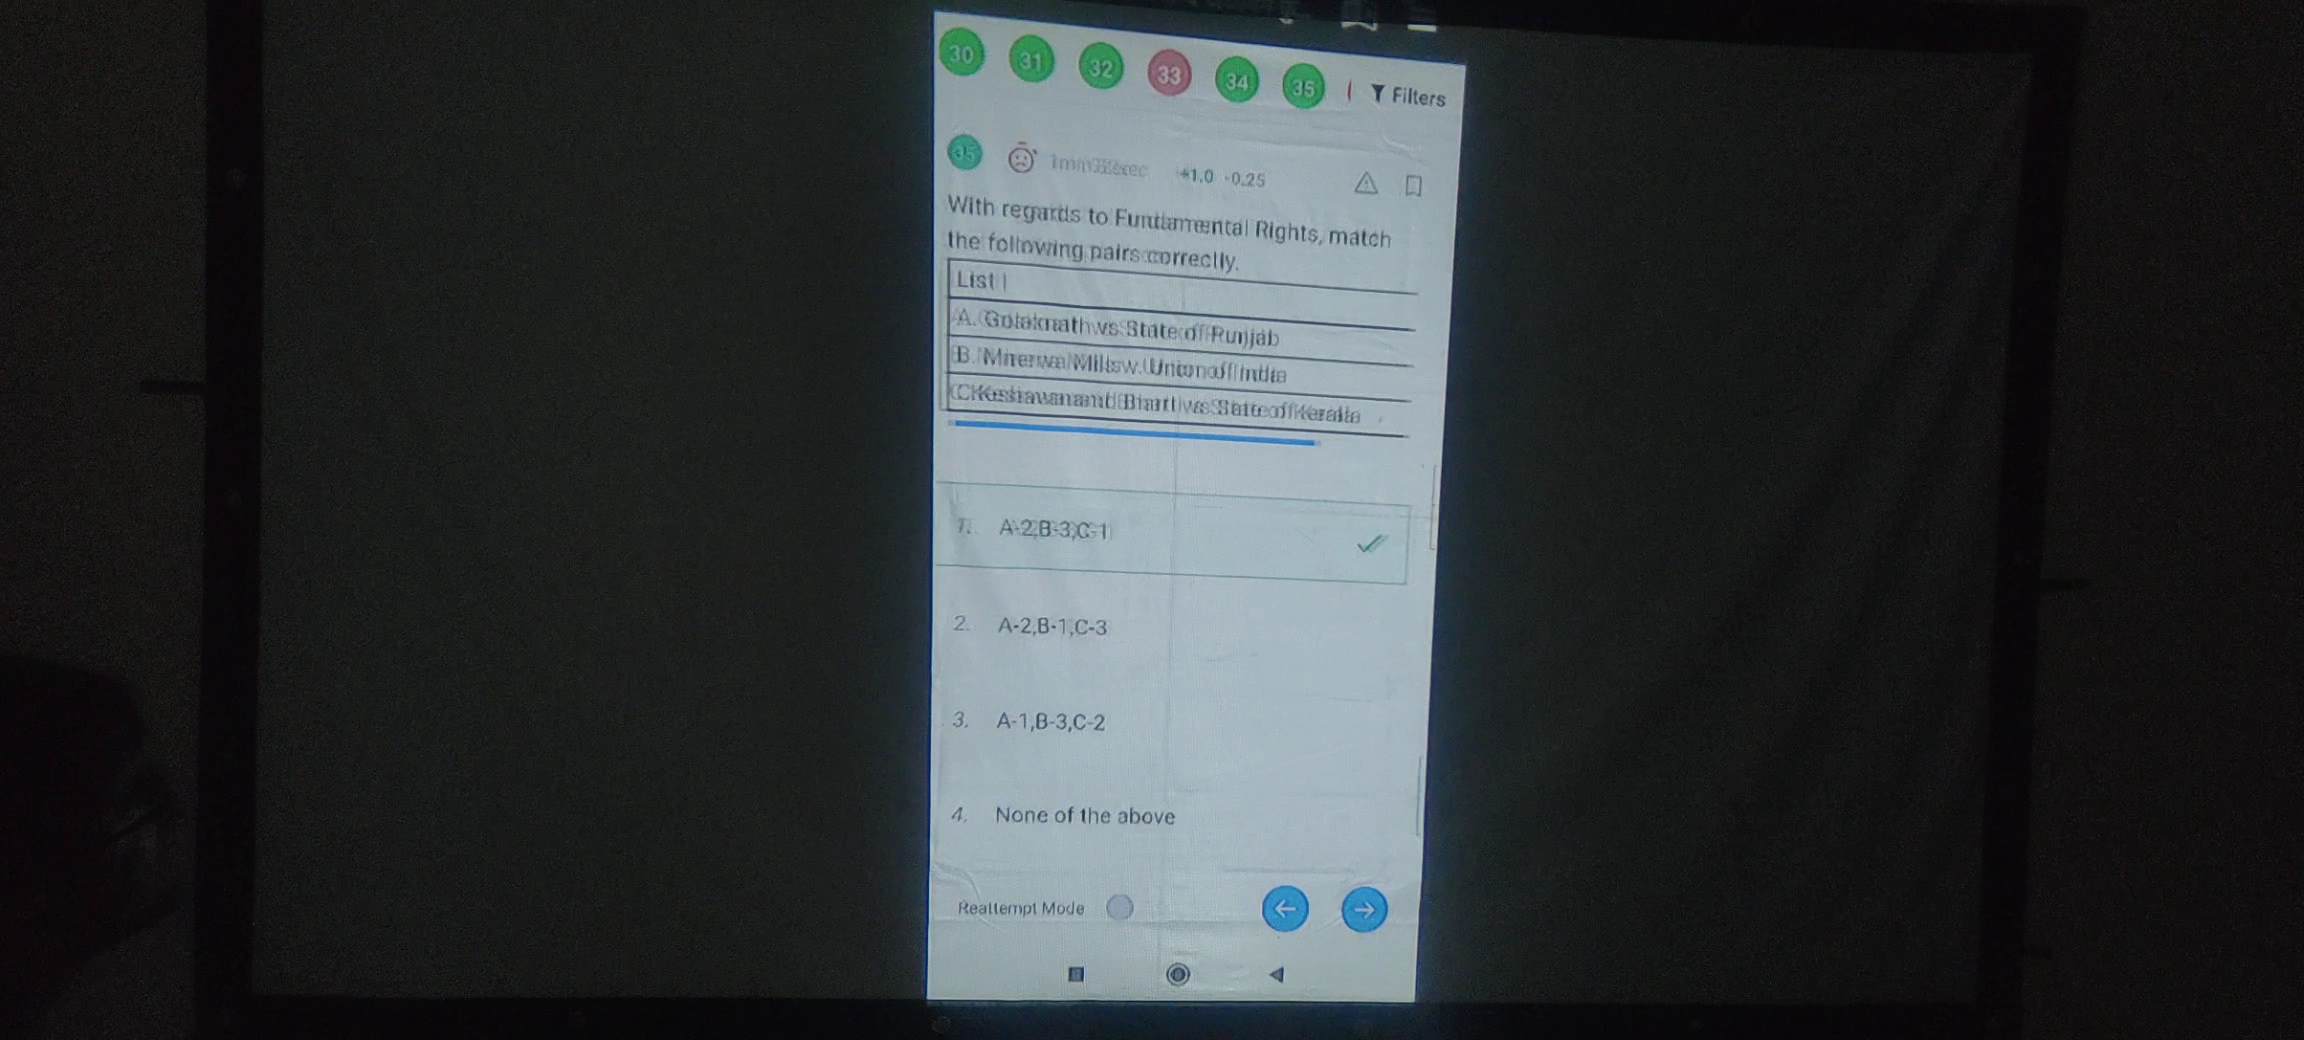 30 31 32 33 34 35 Filters
35 +1.0 -0.25
With regards to Fundamental Rights, match
the following pairs correctly.
List I
A. Golaknath vs State of Punjab
B. Minerva Mills v. Union of India
C Keshavanand Bharti vs State of Kerala
1. A-2,B-3,C-1
2. A-2,B-1,C-3
3. A-1,B-3,C-2
4. None of the above
Reattempt Mode